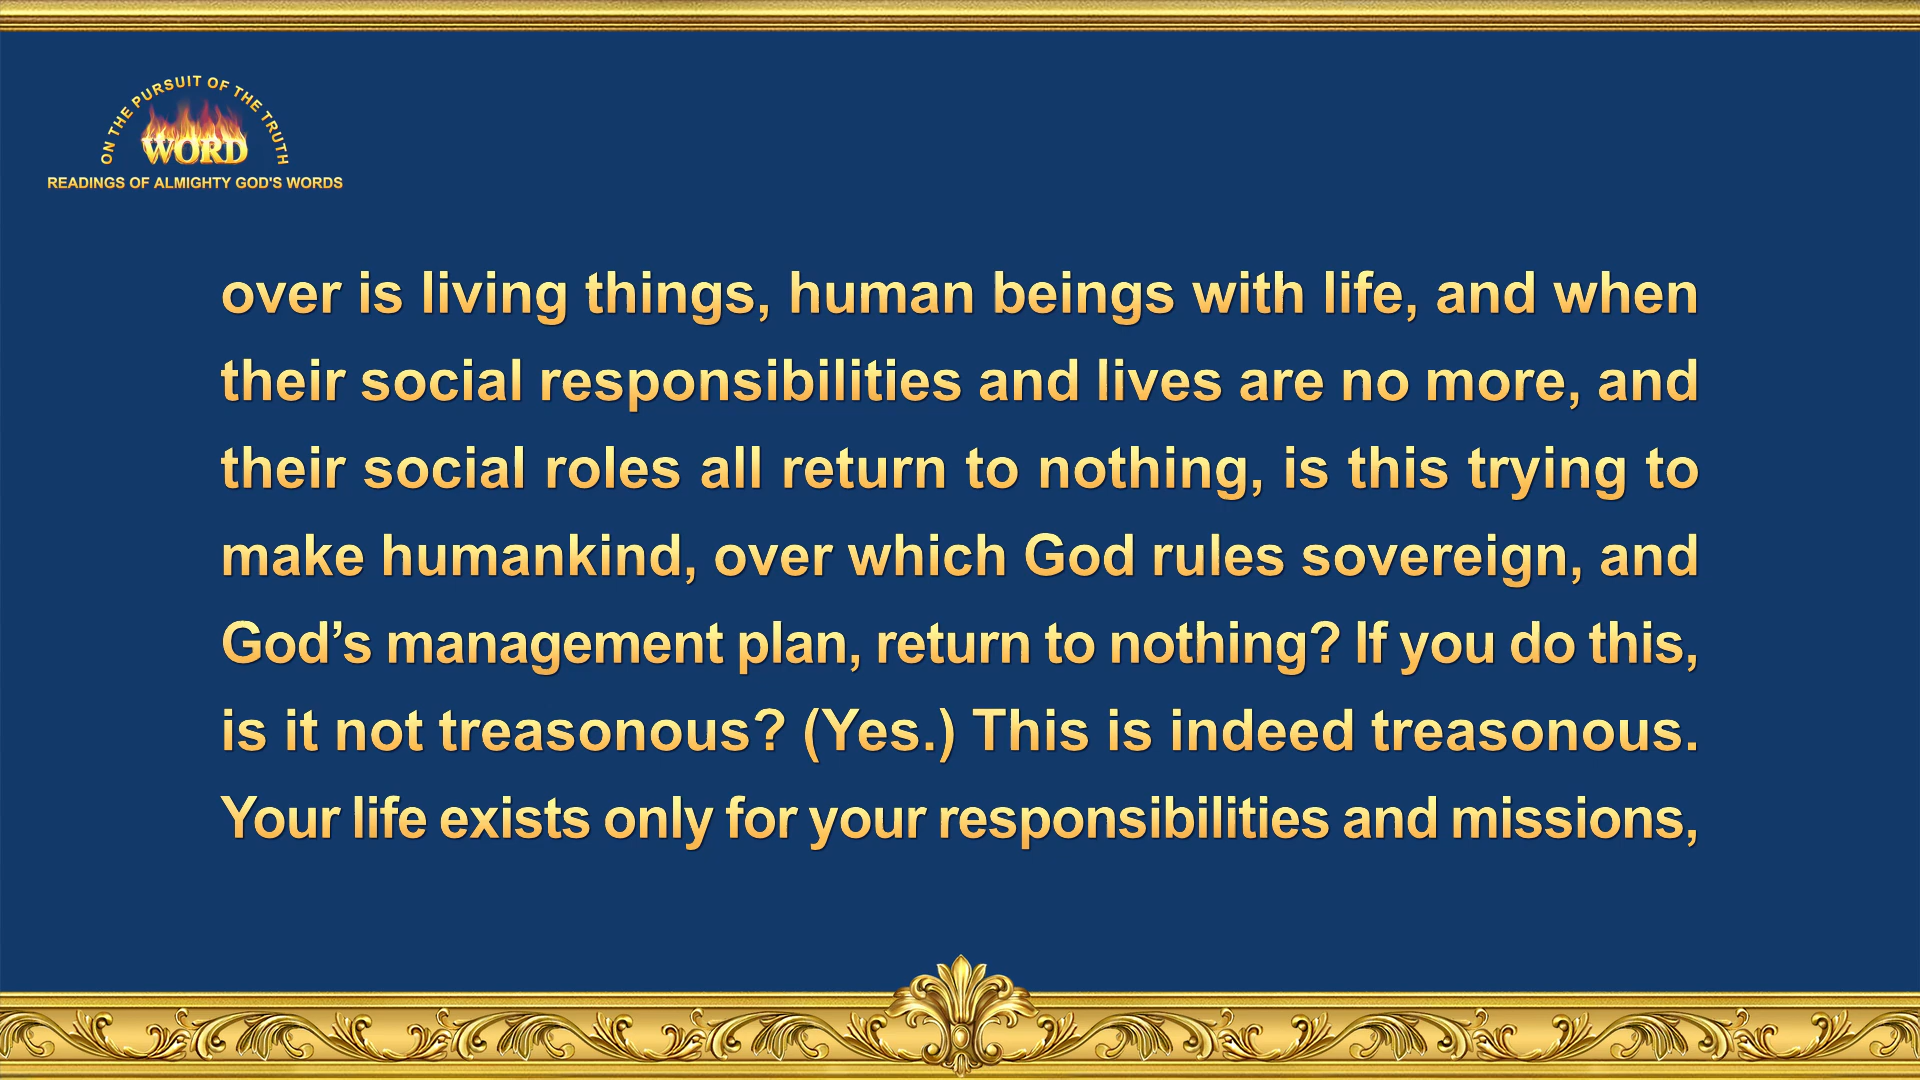 ON THE PURSUIT OF THE TRUTH
WORD
READINGS OF ALMIGHTY GOD'S WORDS
over is living things, human beings with life, and when
their social responsibilities and lives are no more, and
their social roles all return to nothing, is this trying to
make humankind, over which God rules sovereign, and
God’s management plan, return to nothing? If you do this,
is it not treasonous? (Yes.) This is indeed treasonous.
Your life exists only for your responsibilities and missions,